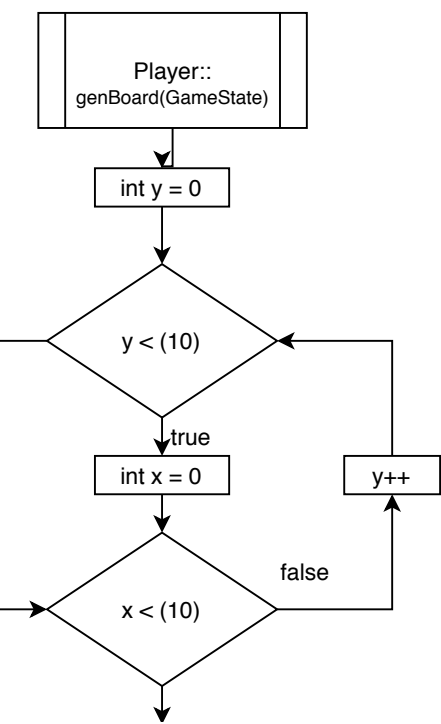 Player::
genBoard(GameState)
int y = 0
y < (10)
true
int x = 0
y++
false
x < (10)